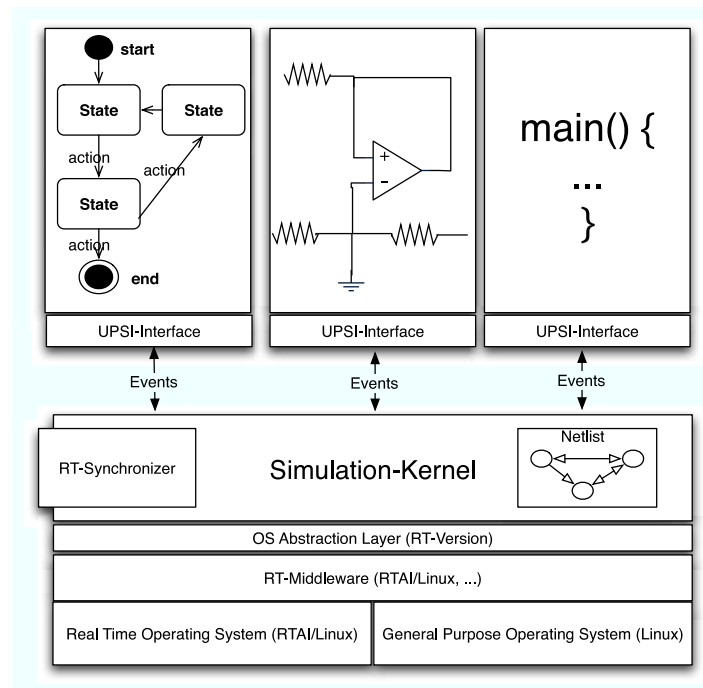 start
State
State
action
action
State
action
end
+
−
main() {
...
}
UPSI-Interface
UPSI-Interface
UPSI-Interface
Events
Events
Events
RT-Synchronizer
Simulation-Kernel
Netlist
OS Abstraction Layer (RT-Version)
RT-Middleware (RTAI/Linux, ...)
Real Time Operating System (RTAI/Linux)
General Purpose Operating System (Linux)